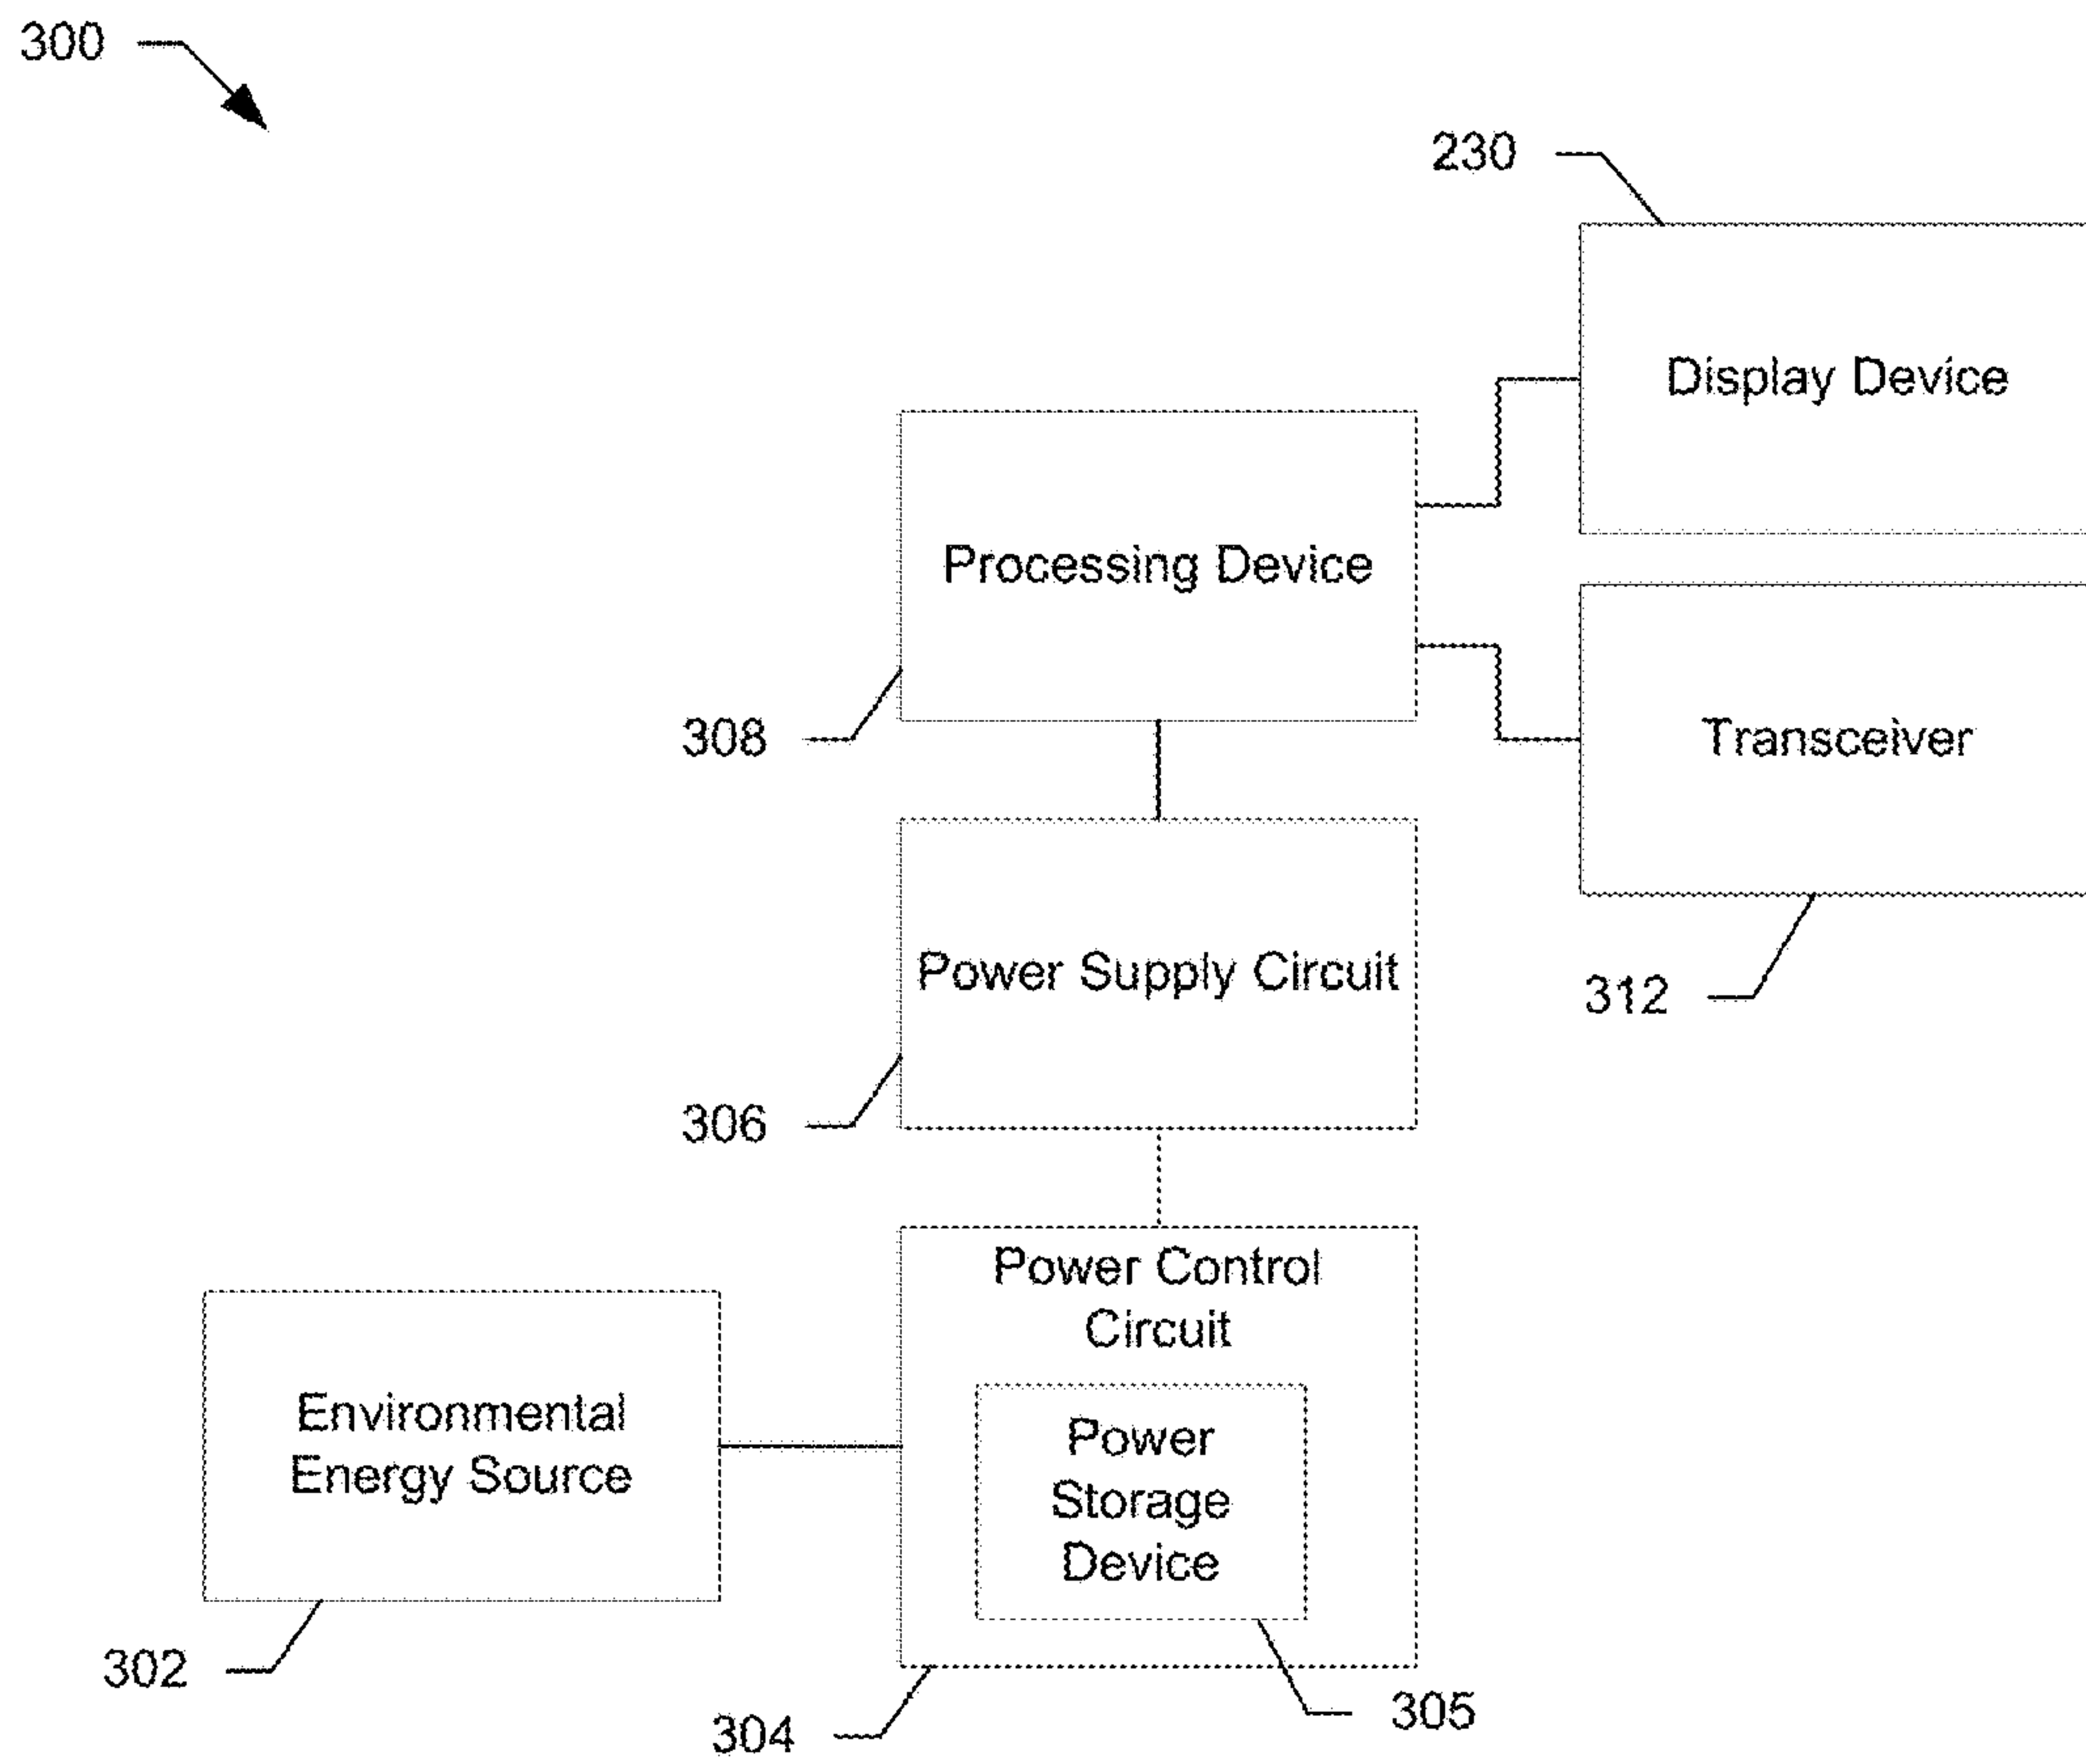 300
230
Display Device
Processing Device
308
Transceiver
312
Power Supply Circuit
306
Power Control
Circuit
Environmental
Energy Source
302
Power
Storage
Device
304
305